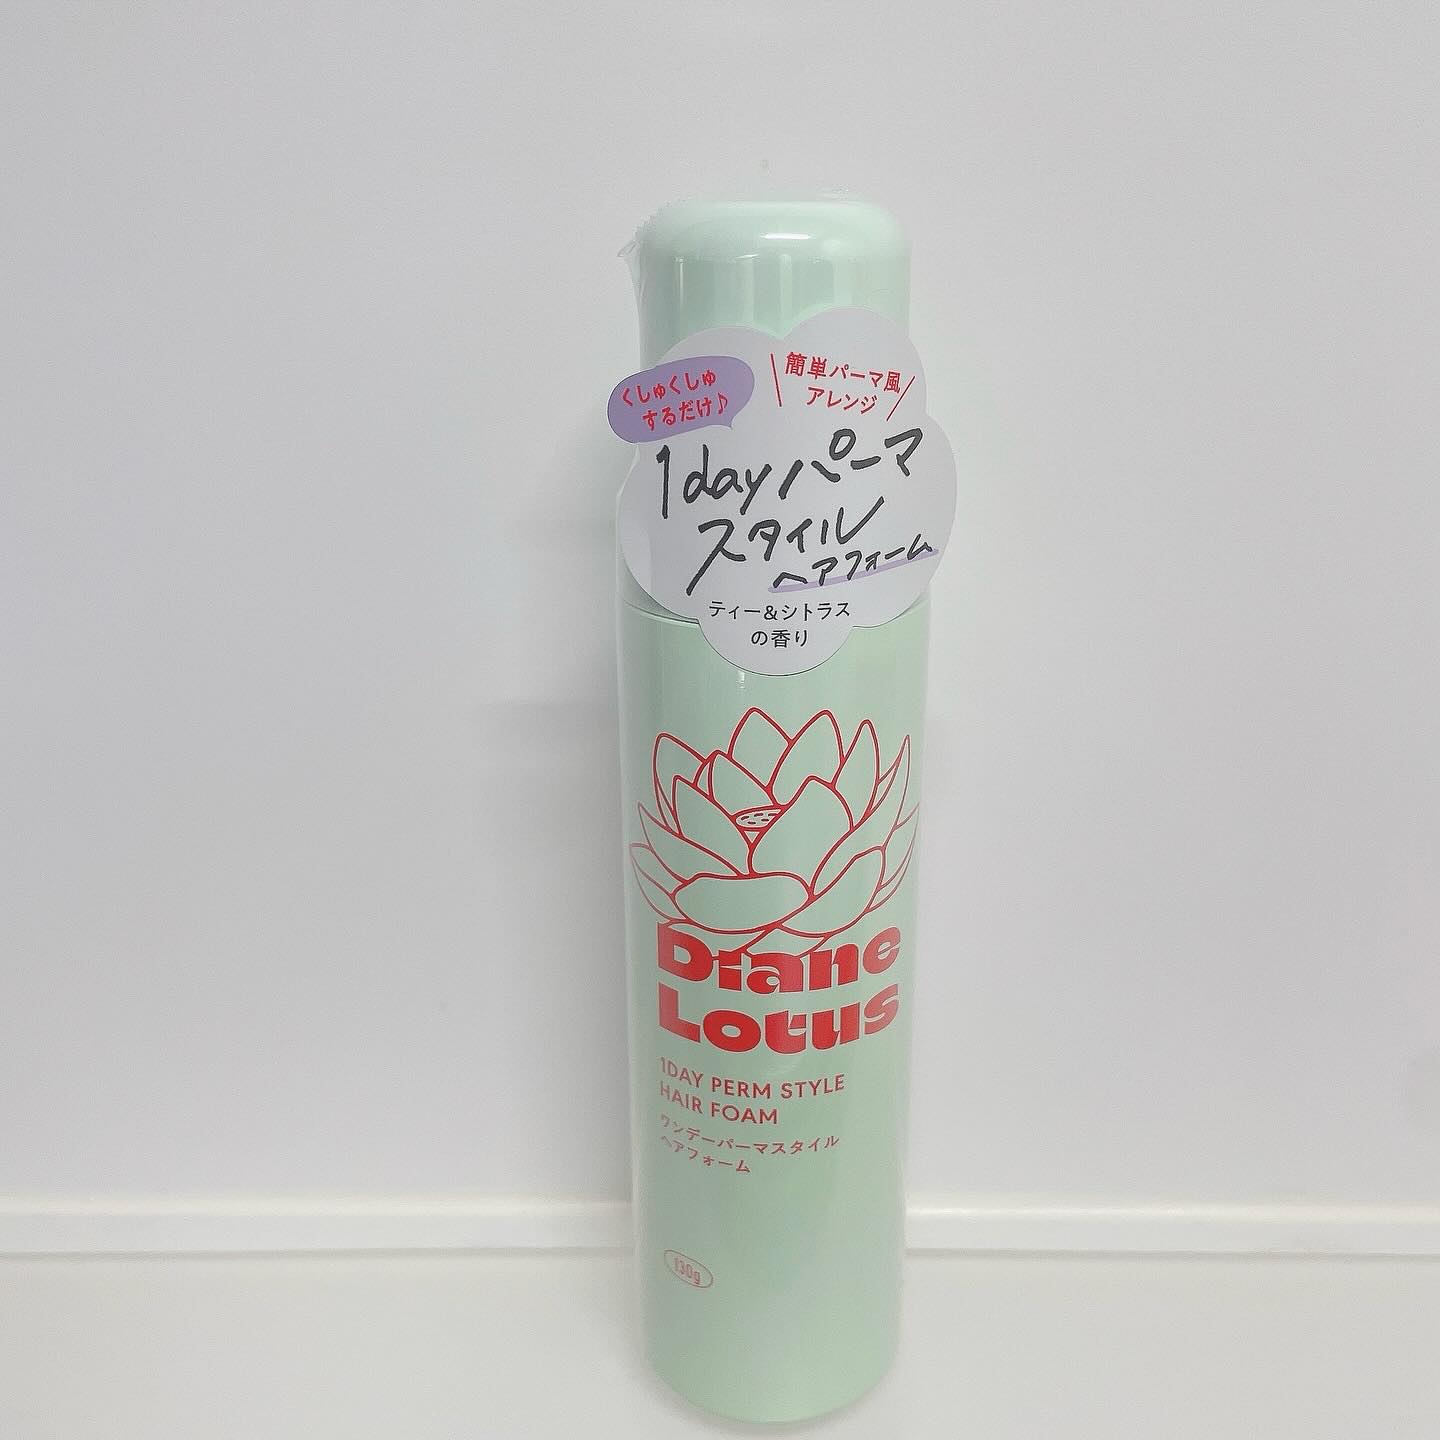 くしゅくしゅ
するだけ♪
簡単パーマ風
アレンジ
1dayパーマ
スタイル
ヘアフォーム
ティー&シトラス
の香り
Diane
Lotus
1DAY PERM STYLE
HAIR FOAM
ワンデーパーマスタイル
ヘアフォーム
130g